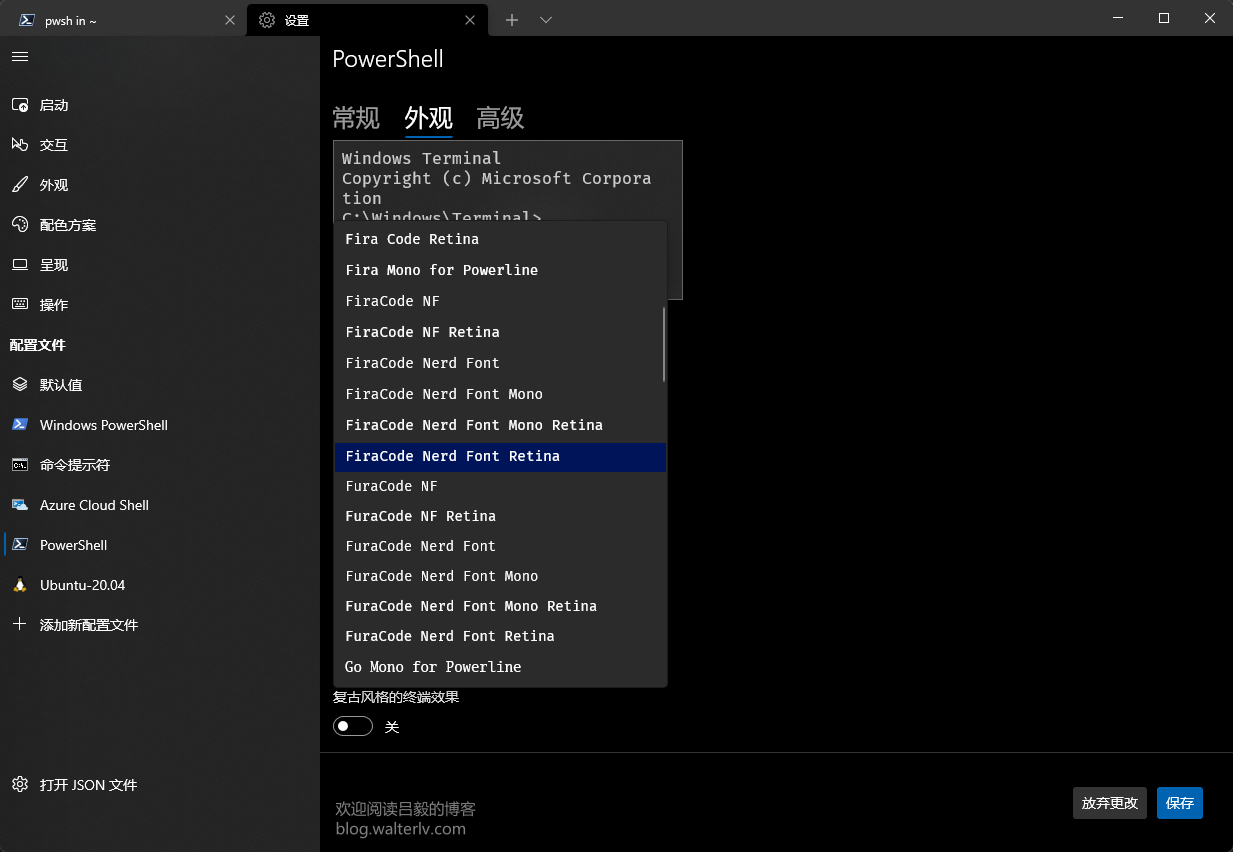 pwsh in ~
设置
启动
交互
外观
配色方案
呈现
操作
配置文件
默认值
Windows PowerShell
命令提示符
Azure Cloud Shell
PowerShell
Ubuntu-20.04
添加新配置文件
打开 JSON 文件
PowerShell
常规 外观 高级
Windows Terminal
Copyright (c) Microsoft Corpora
tion
C:\Windows\Terminal>
Fira Code Retina
Fira Mono for Powerline
FiraCode NF
FiraCode NF Retina
FiraCode Nerd Font
FiraCode Nerd Font Mono
FiraCode Nerd Font Mono Retina
FiraCode Nerd Font Retina
FuraCode NF
FuraCode NF Retina
FuraCode Nerd Font
FuraCode Nerd Font Mono
FuraCode Nerd Font Mono Retina
FuraCode Nerd Font Retina
Go Mono for Powerline
复古风格的终端效果
关
欢迎阅读吕毅的博客
blog.walterlv.com
放弃更改
保存